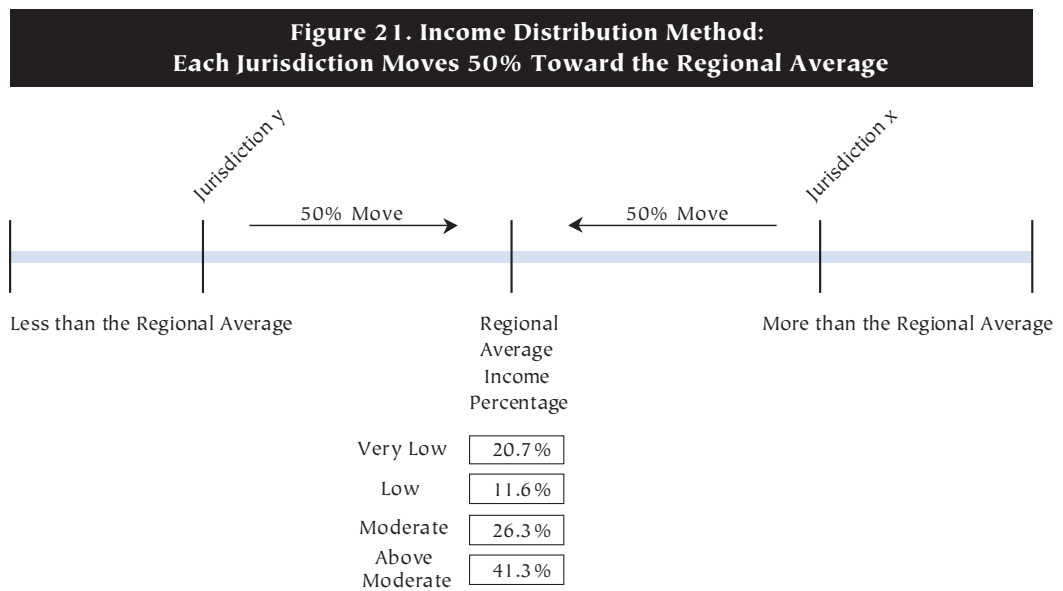 Figure 21. Income Distribution Method:
Each Jurisdiction Moves 50% Toward the Regional Average
Jurisdiction y
Jurisdiction x
50% Move
50% Move
Less than the Regional Average
Regional
Average
Income
Percentage
More than the Regional Average
Very Low 20.7%
Low 11.6%
Moderate 26.3%
Above
Moderate 41.3%